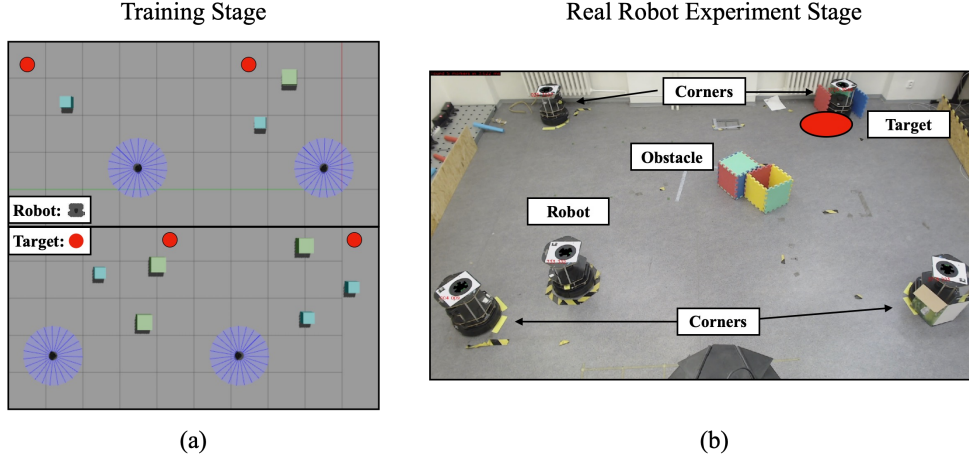 Training Stage
Real Robot Experiment Stage
Corners
Target
Obstacle
Robot
Robot:
Target:
Corners
(a)
(b)